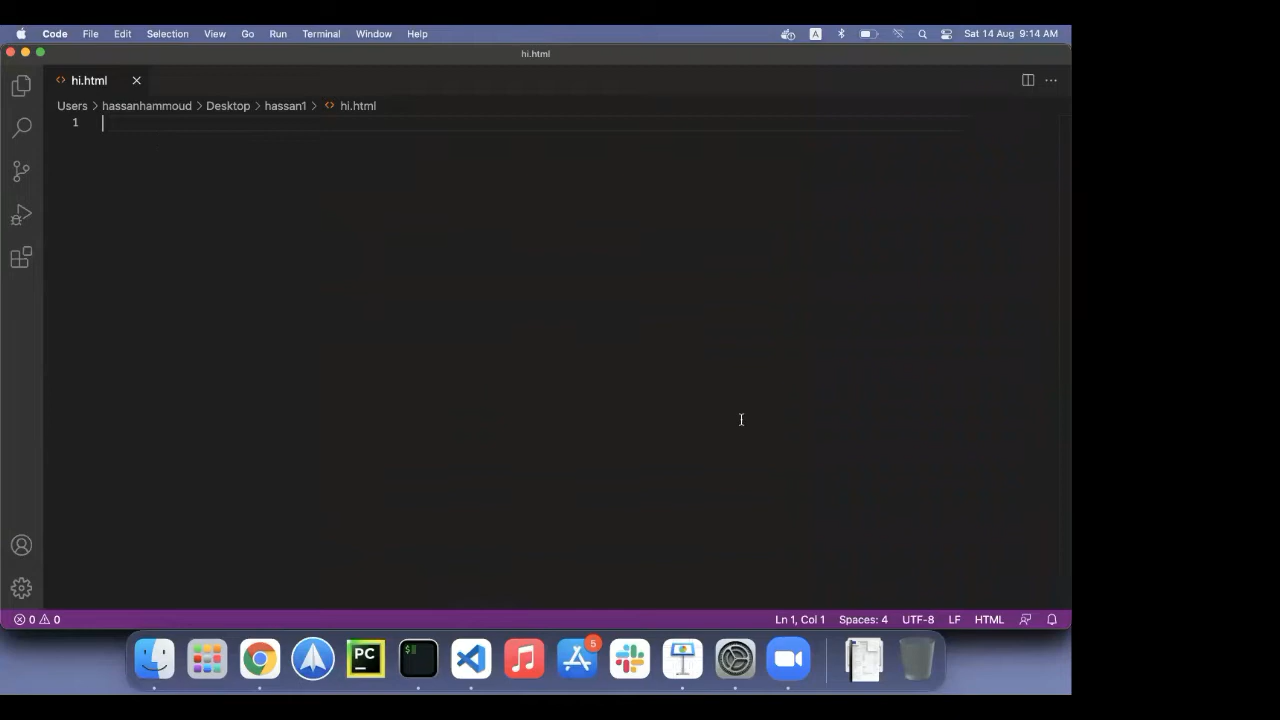 Code File Edit Selection View Go Run Terminal Window Help A Sat 14 Aug 9:14 AM
hi.html
hi.html
Users > hassanhammoud > Desktop > hassan1 > hi.html
1
0 0 Ln 1, Col 1 Spaces: 4 UTF-8 LF HTML
PC $ 5